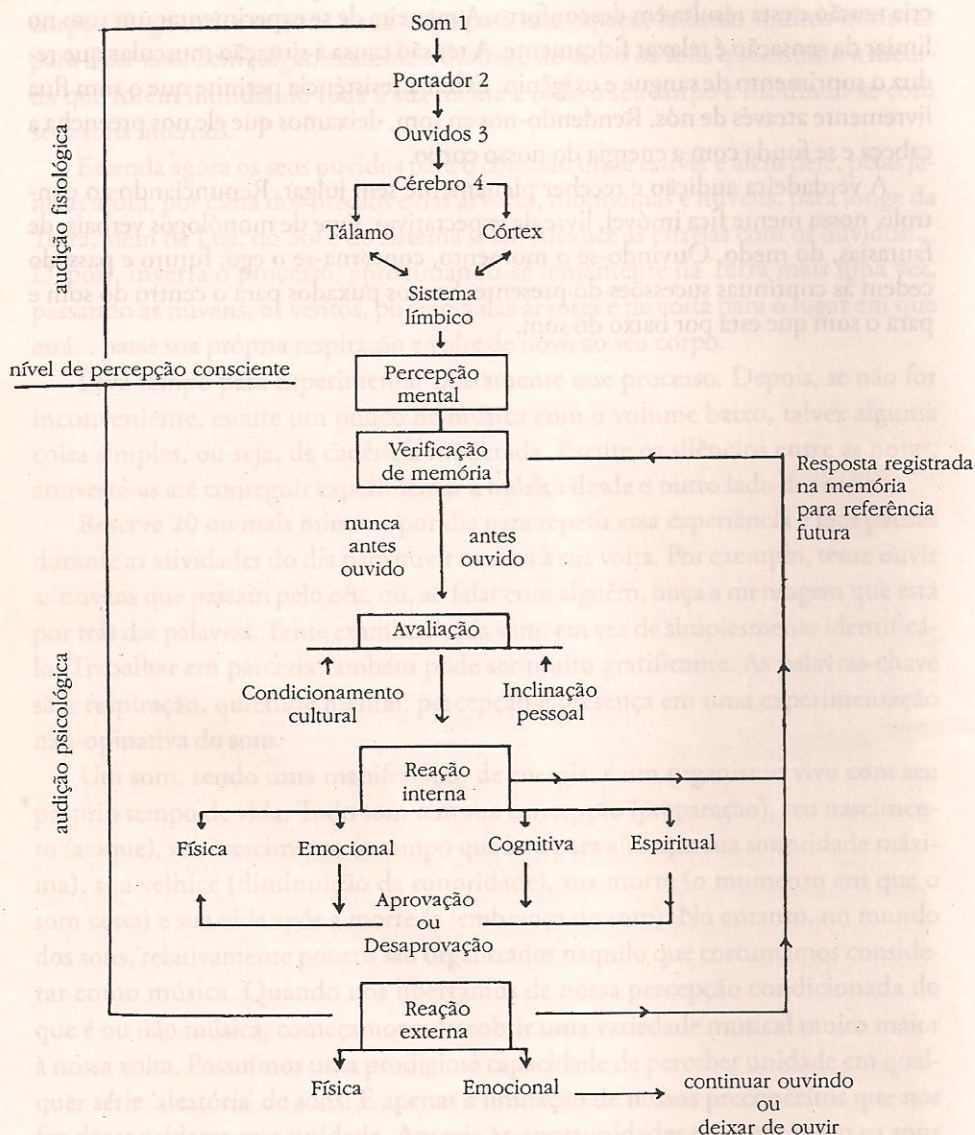 Som 1
Portador 2
Ouvidos 3
Cérebro 4
Tálamo
Córtex
Sistema
límbico
audição fisiológica
nível de percepção consciente
Percepção
mental
Verificação
de memória
Resposta registrada
na memória
para referência
futura
nunca
antes
ouvido
antes
ouvido
Avaliação
Condicionamento
cultural
Inclinação
pessoal
audição psicológica
Reação
interna
Física
Emocional
Cognitiva
Espiritual
Aprovação
ou
Desaprovação
Reação
externa
Física
Emocional
continuar ouvindo
ou
deixar de ouvir